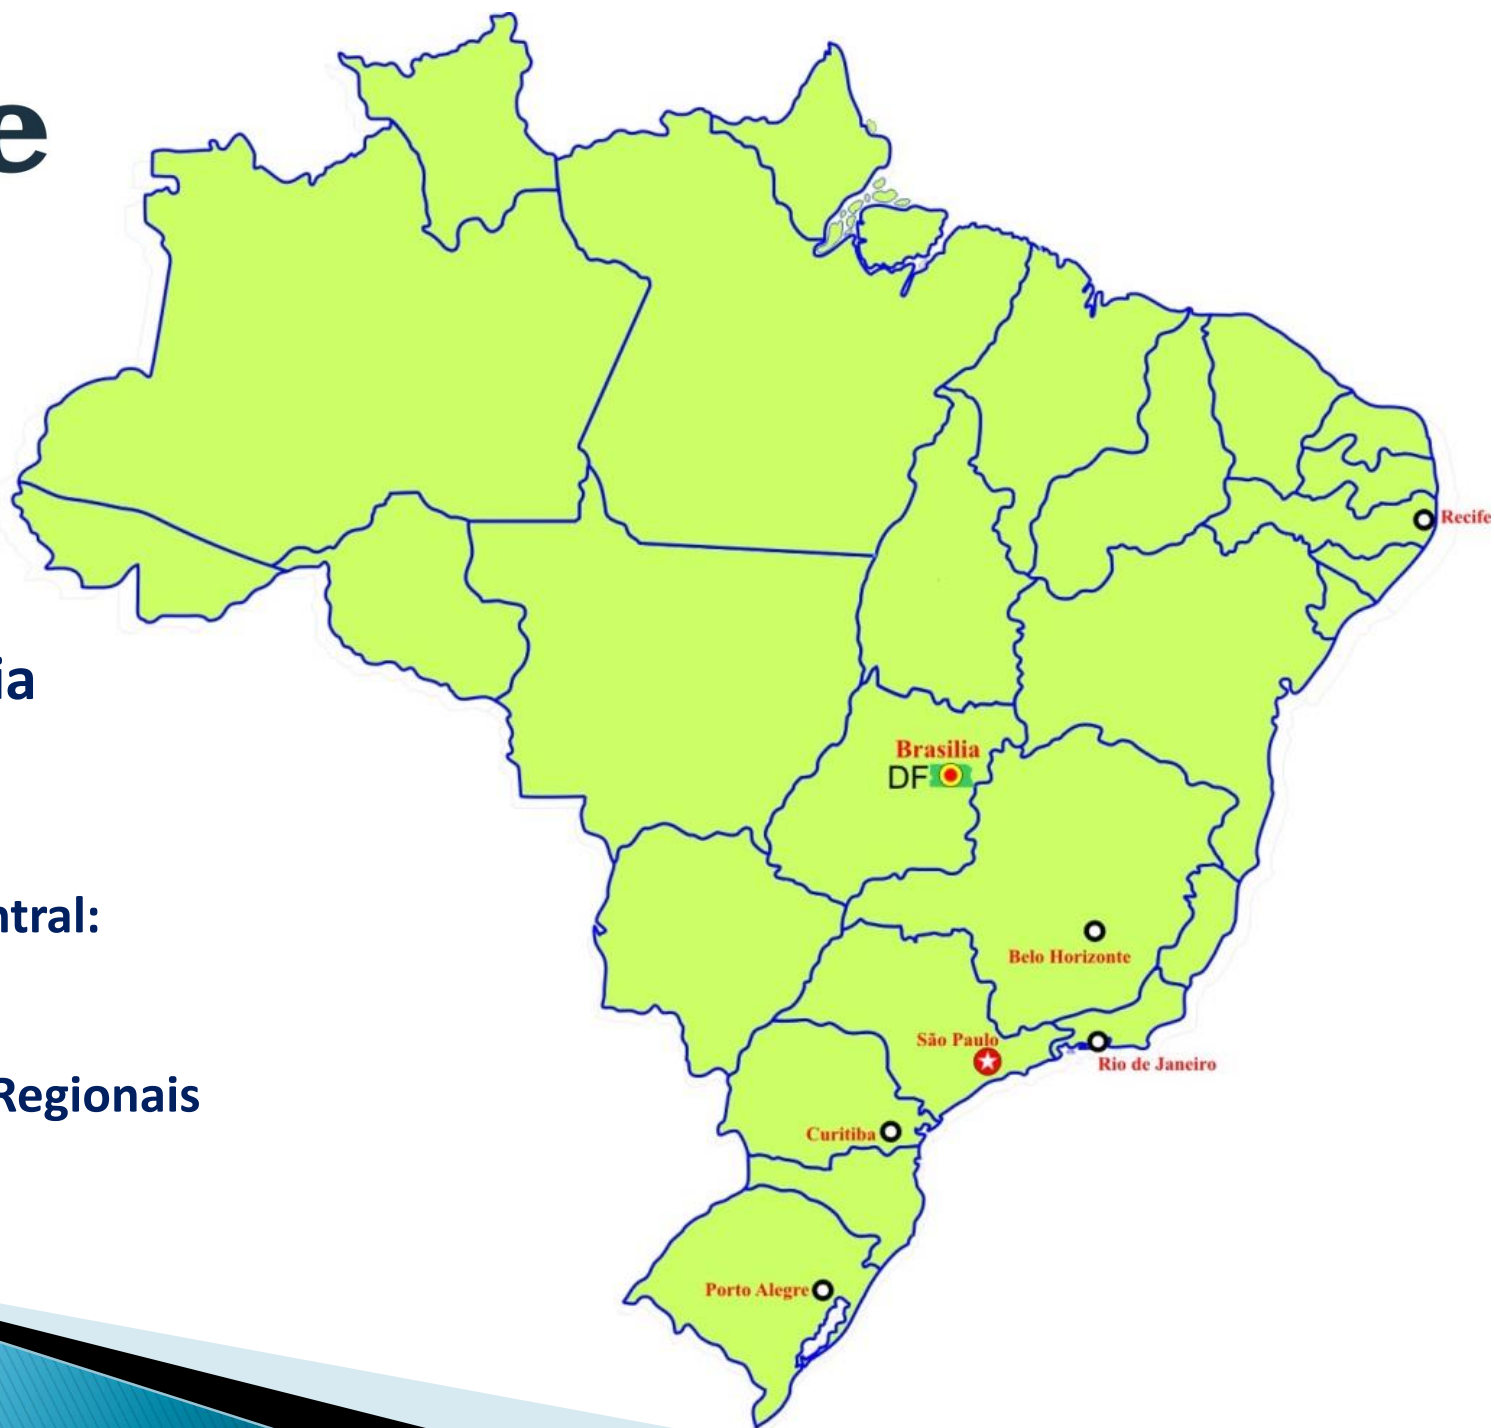 e
Recife
ia
Brasilia
DF
ntral:
Belo Horizonte
São Paulo
Rio de Janeiro
Regionais
Curitiba
Porto Alegre